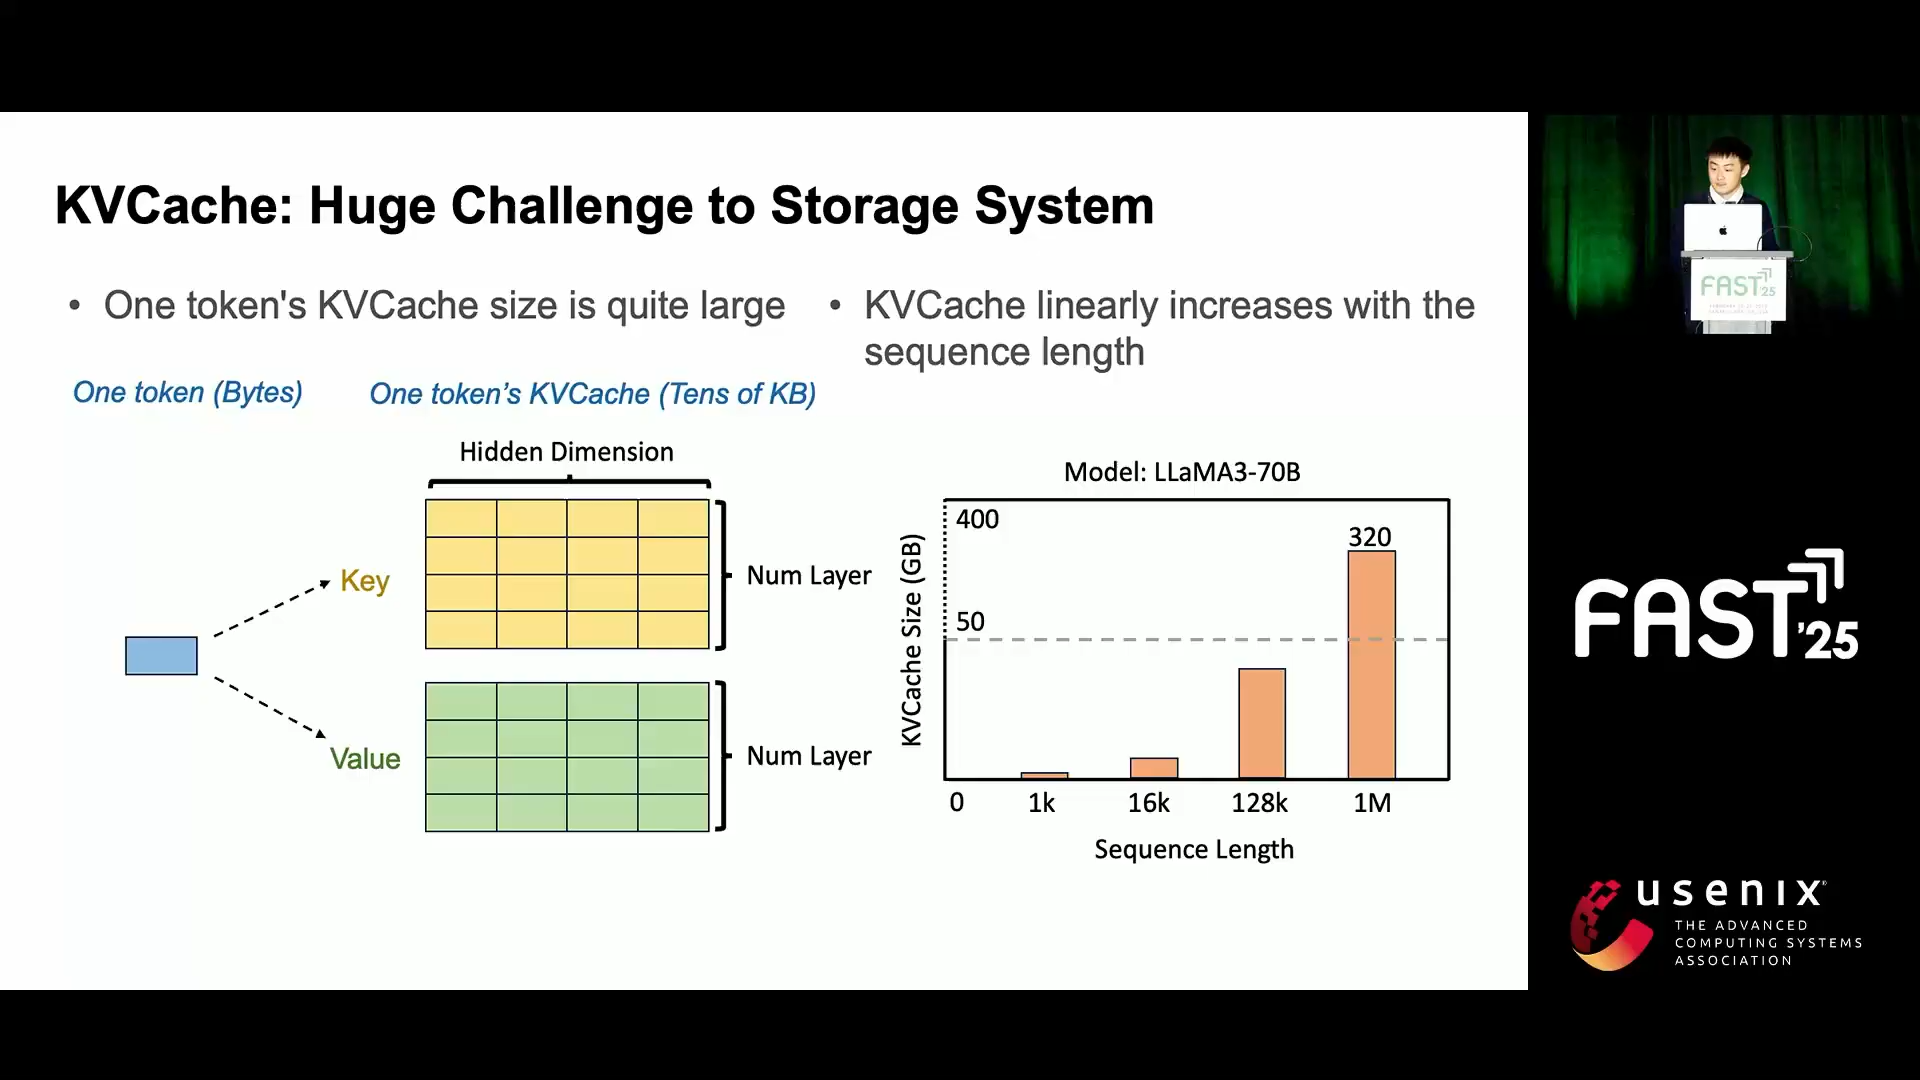 KVCache: Huge Challenge to Storage System
• One token's KVCache size is quite large
• KVCache linearly increases with the
sequence length
One token (Bytes)
One token’s KVCache (Tens of KB)
Hidden Dimension
Key
Num Layer
Value
Num Layer
Model: LLaMA3-70B
KVCache Size (GB)
400
50
320
0
1k
16k
128k
1M
Sequence Length
FAST'25
FAST'25
usenix
THE ADVANCED
COMPUTING SYSTEMS
ASSOCIATION